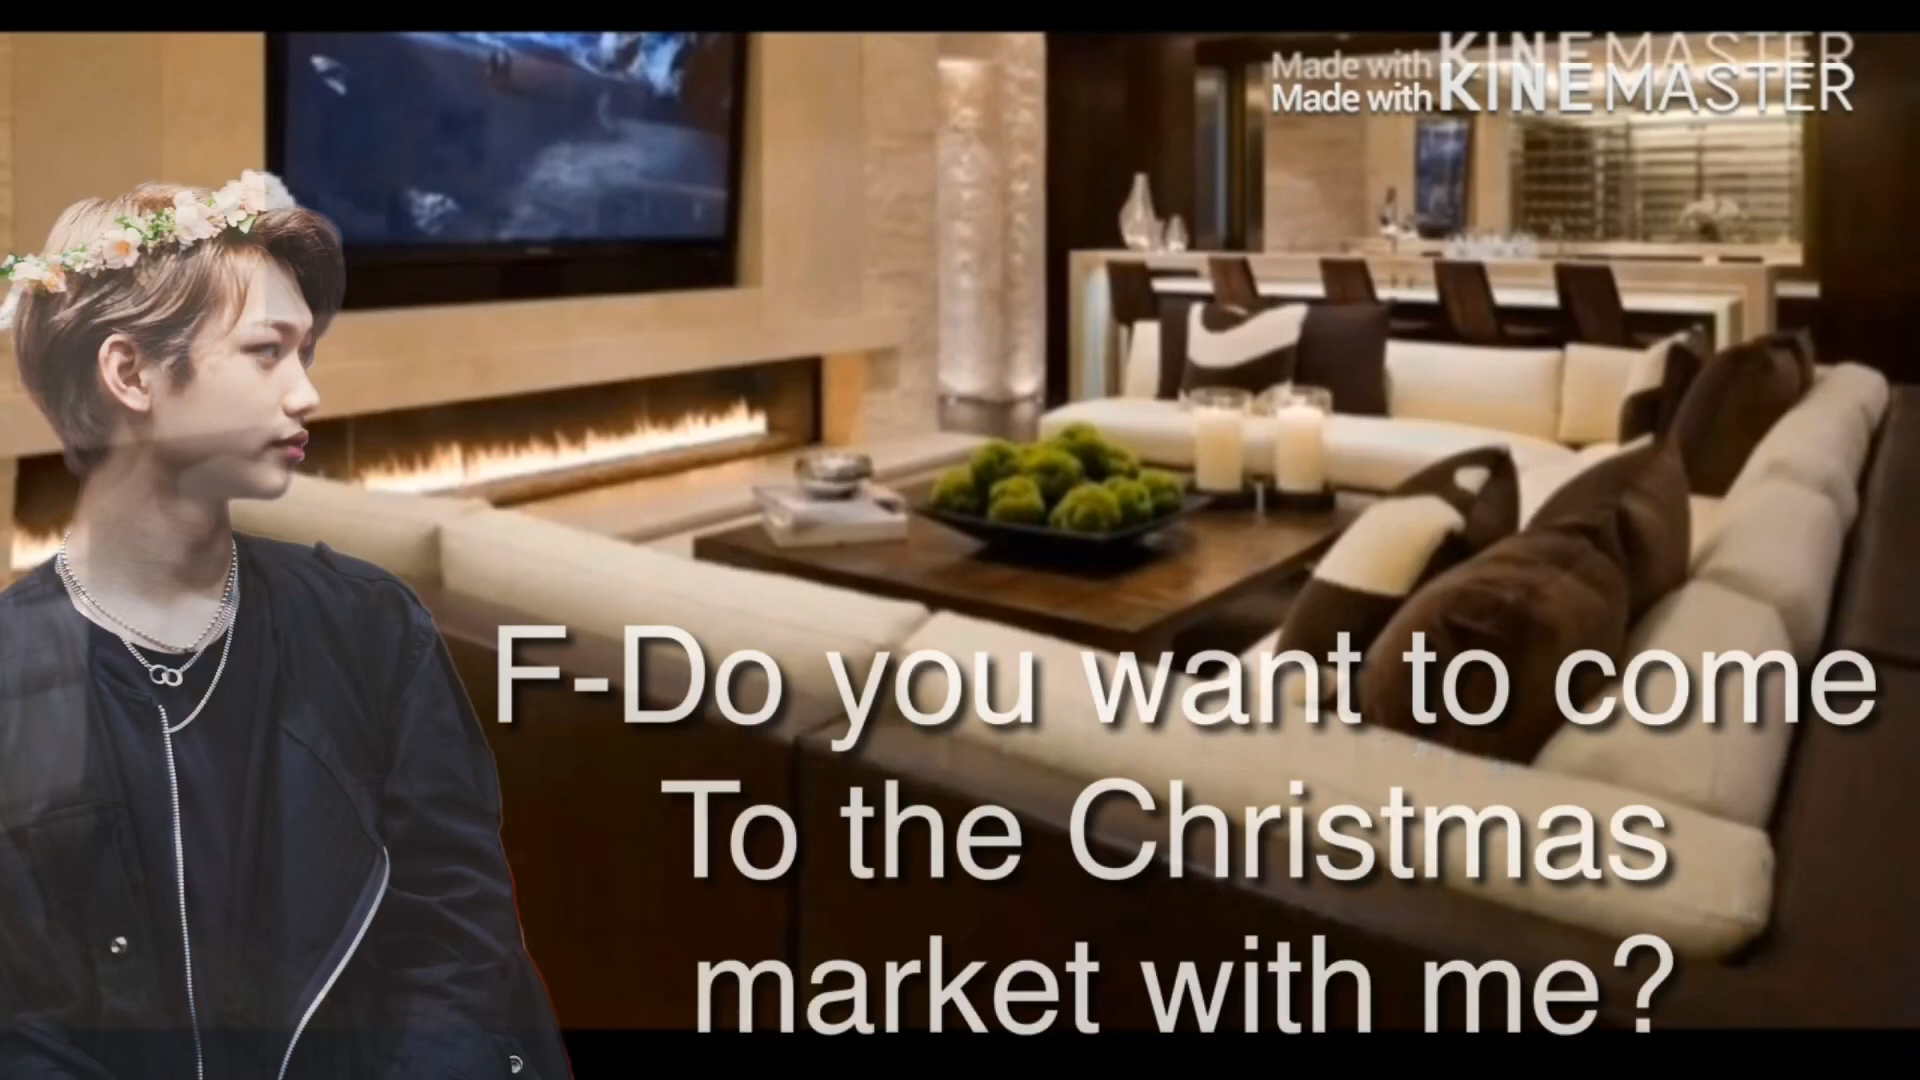 Made with KINEMASTER
Made with KINEMASTER
F-Do you want to come
To the Christmas
market with me?